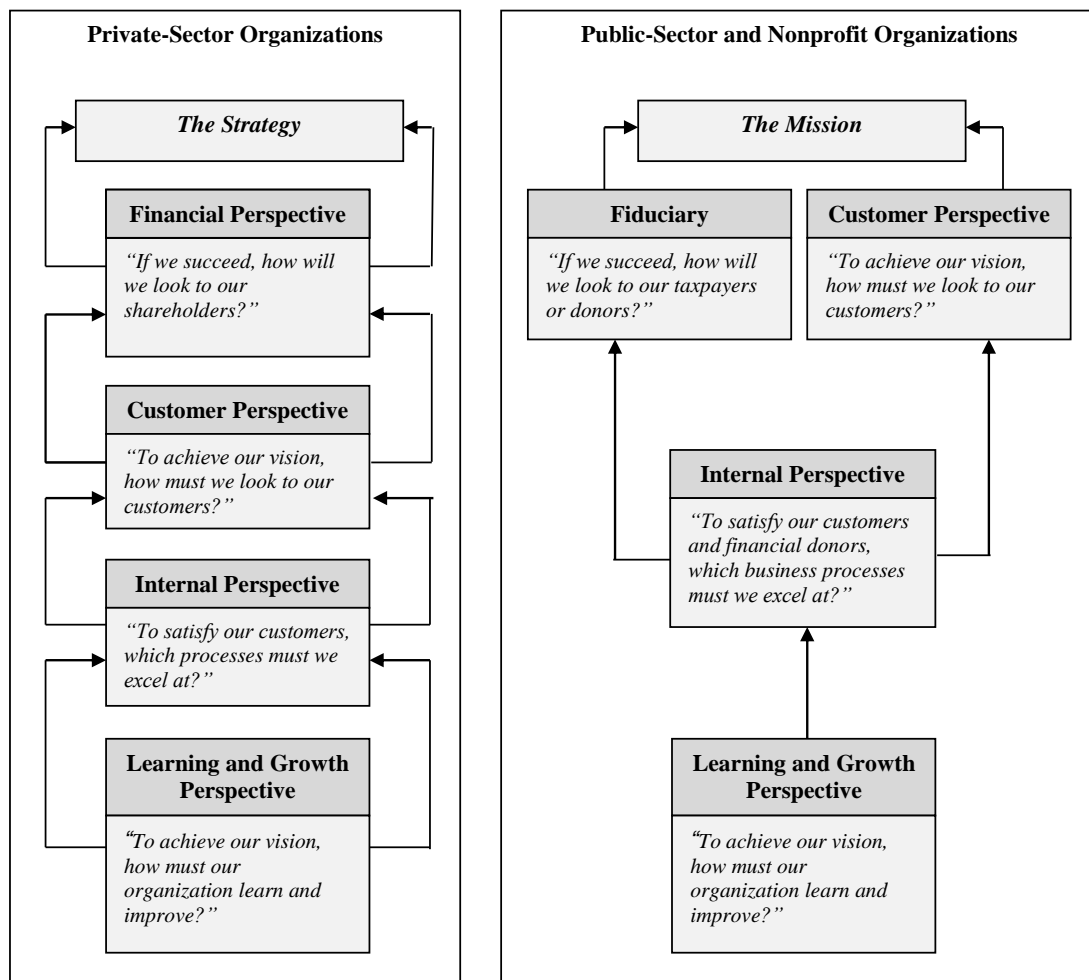 Private-Sector Organizations
The Strategy
Financial Perspective
“If we succeed, how will
we look to our
shareholders?”
Customer Perspective
“To achieve our vision,
how must we look to our
customers?”
Internal Perspective
“To satisfy our customers,
which processes must we
excel at?”
Learning and Growth
Perspective
“To achieve our vision,
how must our
organization learn and
improve?”
Public-Sector and Nonprofit Organizations
The Mission
Fiduciary
“If we succeed, how will
we look to our taxpayers
or donors?”
Customer Perspective
“To achieve our vision,
how must we look to our
customers?”
Internal Perspective
“To satisfy our customers
and financial donors,
which business processes
must we excel at?”
Learning and Growth
Perspective
“To achieve our vision,
how must our
organization learn and
improve?”